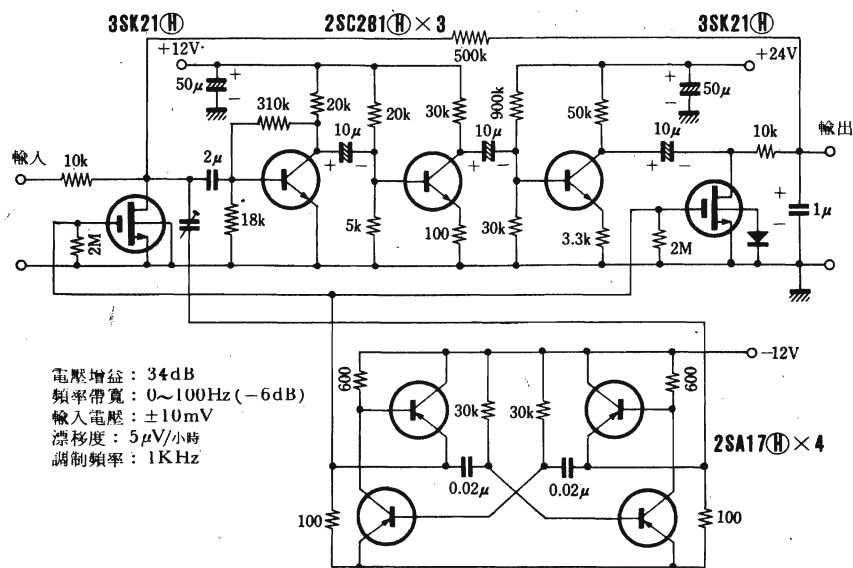 3SK21Ⓗ 2SC281Ⓗ×3 3SK21Ⓗ
500k
+12V +24V
50μ + − 310k 20k 20k 30k 900k 50k + − 50μ
10μ 10μ 10μ
輸入 10k 2μ + − + − + − 10k 輸出
2M 18k 5k 100 30k 3.3k 2M + − 1μ
−12V
電壓增益：34dB
頻率帶寬：0~100Hz(−6dB)
輸入電壓：±10mV
漂移度：5μV/小時
調制頻率：1KHz
600 30k 30k 600
2SA17Ⓗ×4
0.02μ 0.02μ
100 100